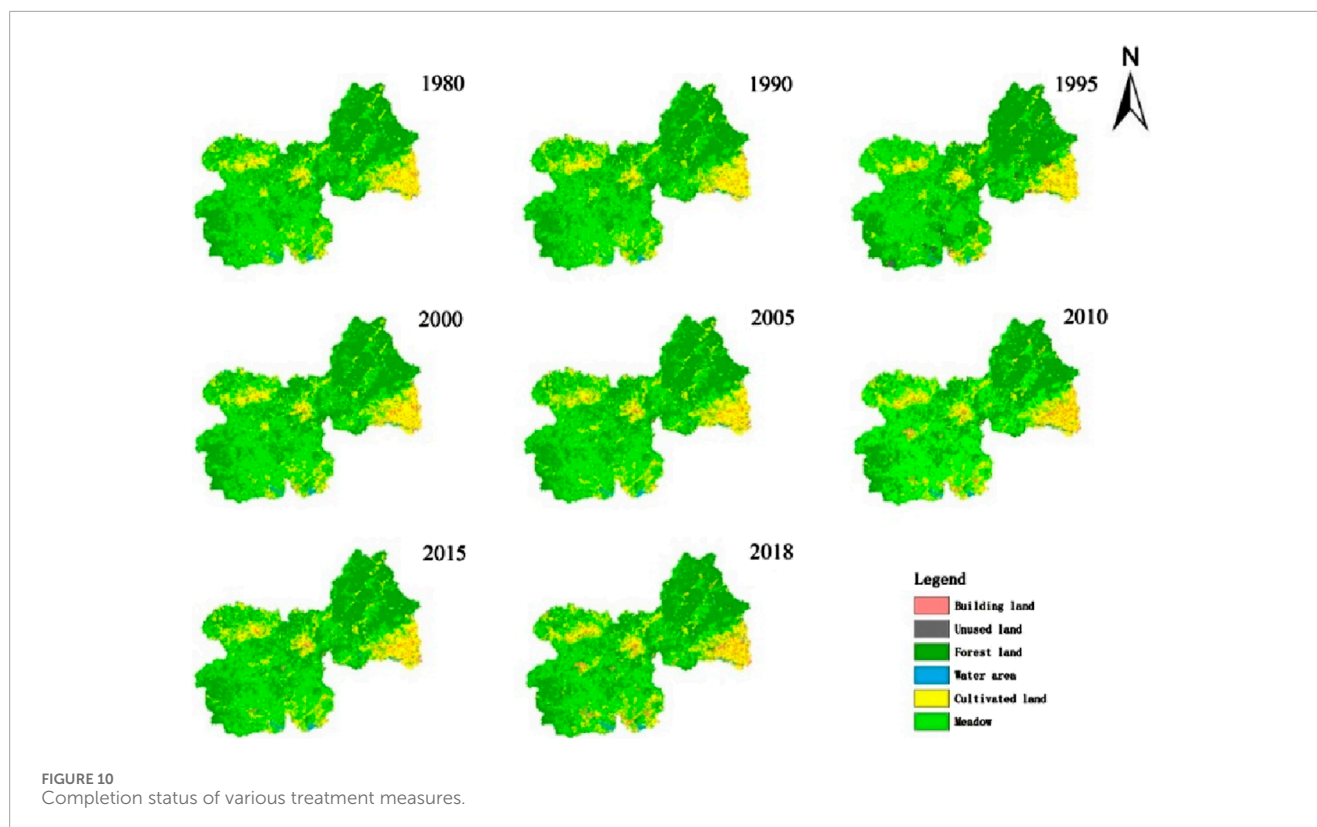 N
1980
1990
1995
2000
2005
2010
2015
2018
Legend
Building land
Unused land
Forest land
Water area
Cultivated land
Meadow
FIGURE 10
Completion status of various treatment measures.